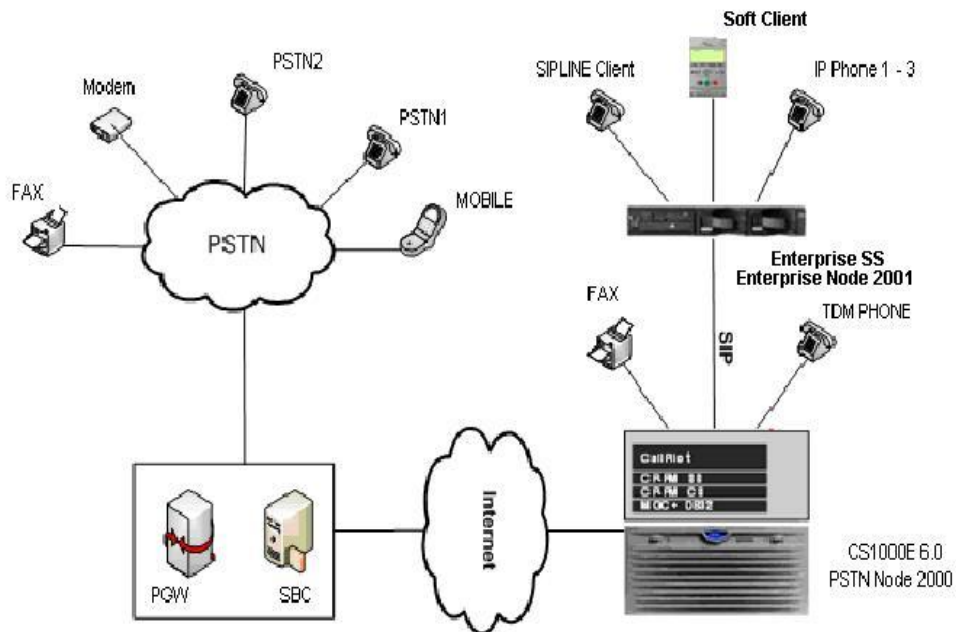 Soft Client
SIPLINE Client
IP Phone 1 - 3
PSTN2
Modem
PSTN1
FAX
MOBILE
PSTN
Enterprise SS
Enterprise Node 2001
FAX
TDM PHONE
SIP
Internet
PGW
SBC
CS1000E 6.0
PSTN Node 2000